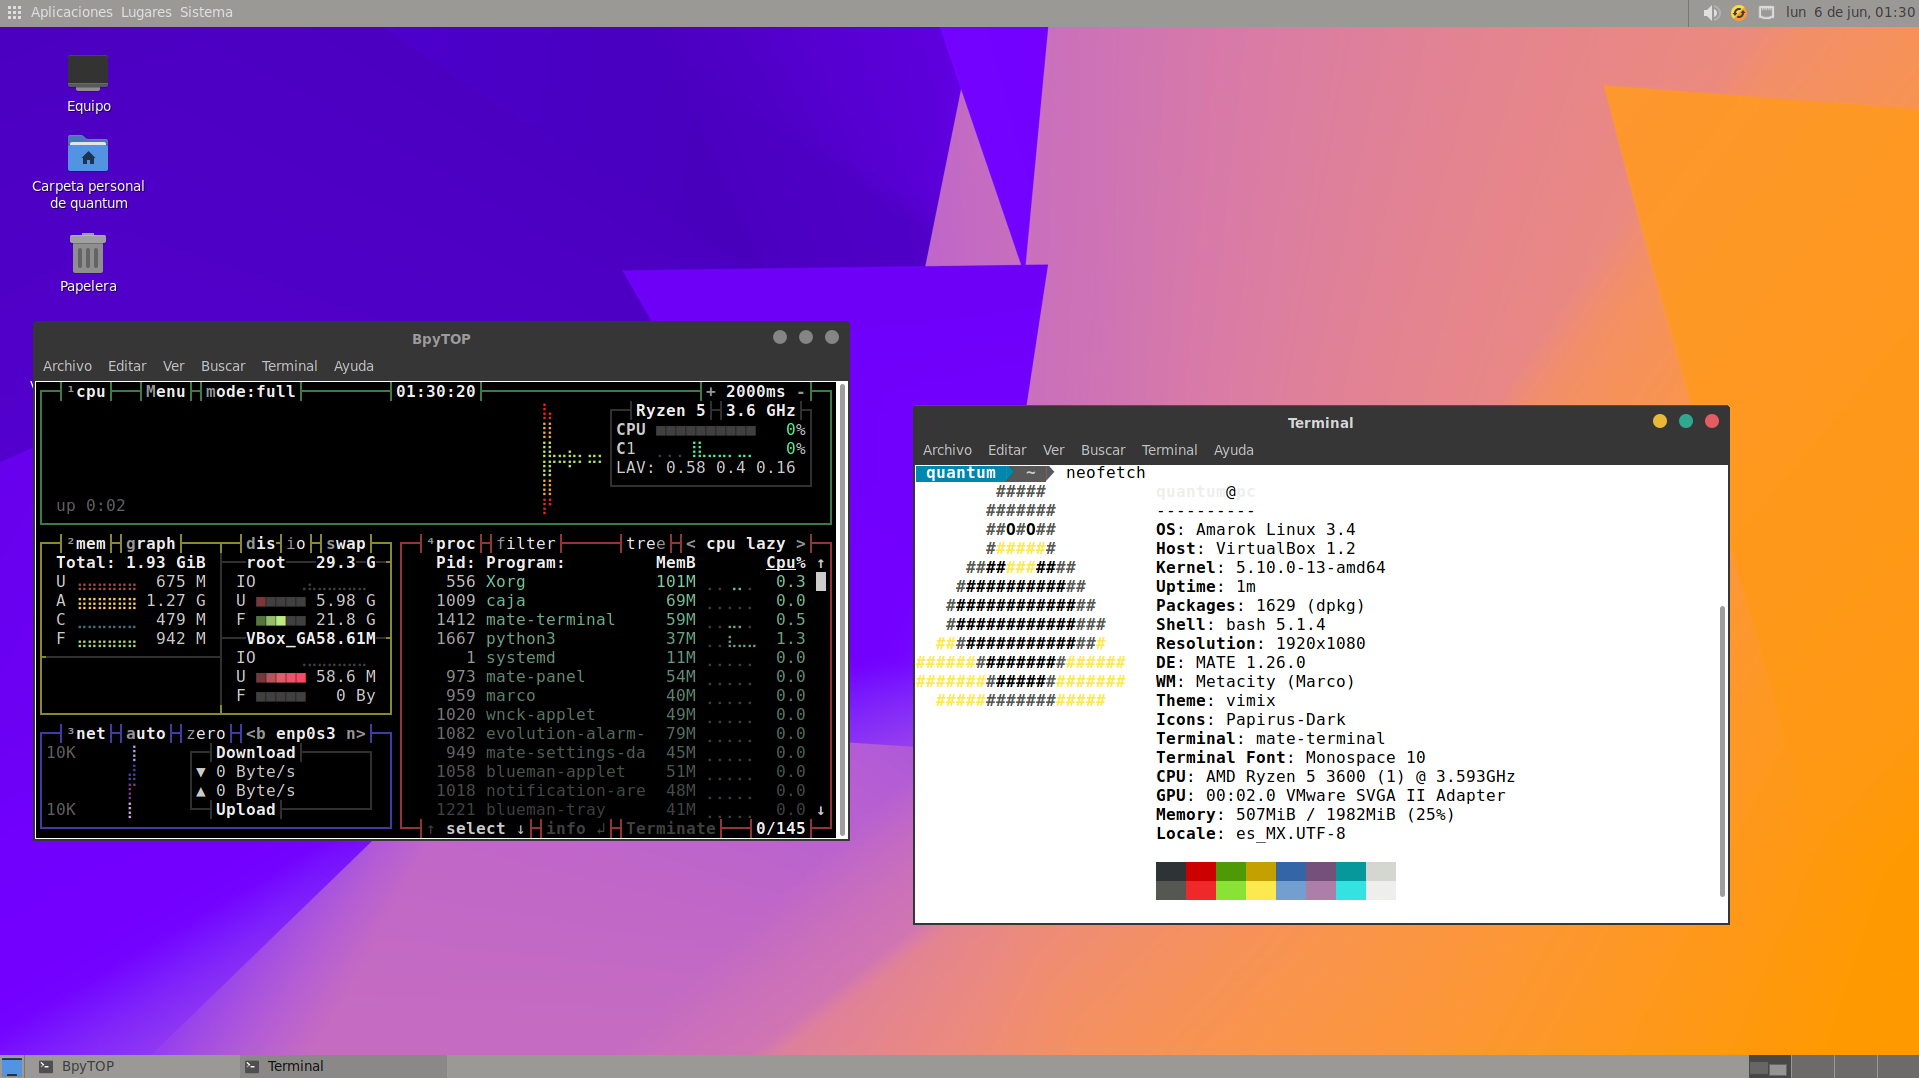 Aplicaciones Lugares Sistema
lun 6 de jun, 01:30
Equipo
Carpeta personal
de quantum
Papelera
BpyTOP
Archivo Editar Ver Buscar Terminal Ayuda
¹cpu Menu mode:full 01:30:20 + 2000ms -
Ryzen 5 3.6 GHz
CPU 0%
C1 0%
LAV: 0.58 0.4 0.16
up 0:02
²mem graph dis io swap
Total: 1.93 GiB root 29.3 G
U 675 M IO
A 1.27 G U 5.98 G
C 479 M F 21.8 G
F 942 M VBox_GA58.61M
IO
U 58.6 M
F 0 By
³net auto zero <b enp0s3 n>
10K Download
▼ 0 Byte/s
▲ 0 Byte/s
10K Upload
⁴proc filter tree < cpu lazy >
Pid: Program: MemB Cpu% ↑
556 Xorg 101M 0.3
1009 caja 69M 0.0
1412 mate-terminal 59M 0.5
1667 python3 37M 1.3
1 systemd 11M 0.0
973 mate-panel 54M 0.0
959 marco 40M 0.0
1020 wnck-applet 49M 0.0
1082 evolution-alarm- 79M 0.0
949 mate-settings-da 45M 0.0
1058 blueman-applet 51M 0.0
1018 notification-are 48M 0.0
1221 blueman-tray 41M 0.0 ↓
↑ select ↓ info ↲ Terminate 0/145
Terminal
Archivo Editar Ver Buscar Terminal Ayuda
quantum ~ neofetch
##### quantum@pc
####### ----------
##O#O## OS: Amarok Linux 3.4
####### Host: VirtualBox 1.2
########### Kernel: 5.10.0-13-amd64
############# Uptime: 1m
############### Packages: 1629 (dpkg)
################ Shell: bash 5.1.4
################# Resolution: 1920x1080
##################### DE: MATE 1.26.0
##################### WM: Metacity (Marco)
################# Theme: vimix
Icons: Papirus-Dark
Terminal: mate-terminal
Terminal Font: Monospace 10
CPU: AMD Ryzen 5 3600 (1) @ 3.593GHz
GPU: 00:02.0 VMware SVGA II Adapter
Memory: 507MiB / 1982MiB (25%)
Locale: es_MX.UTF-8
BpyTOP
Terminal